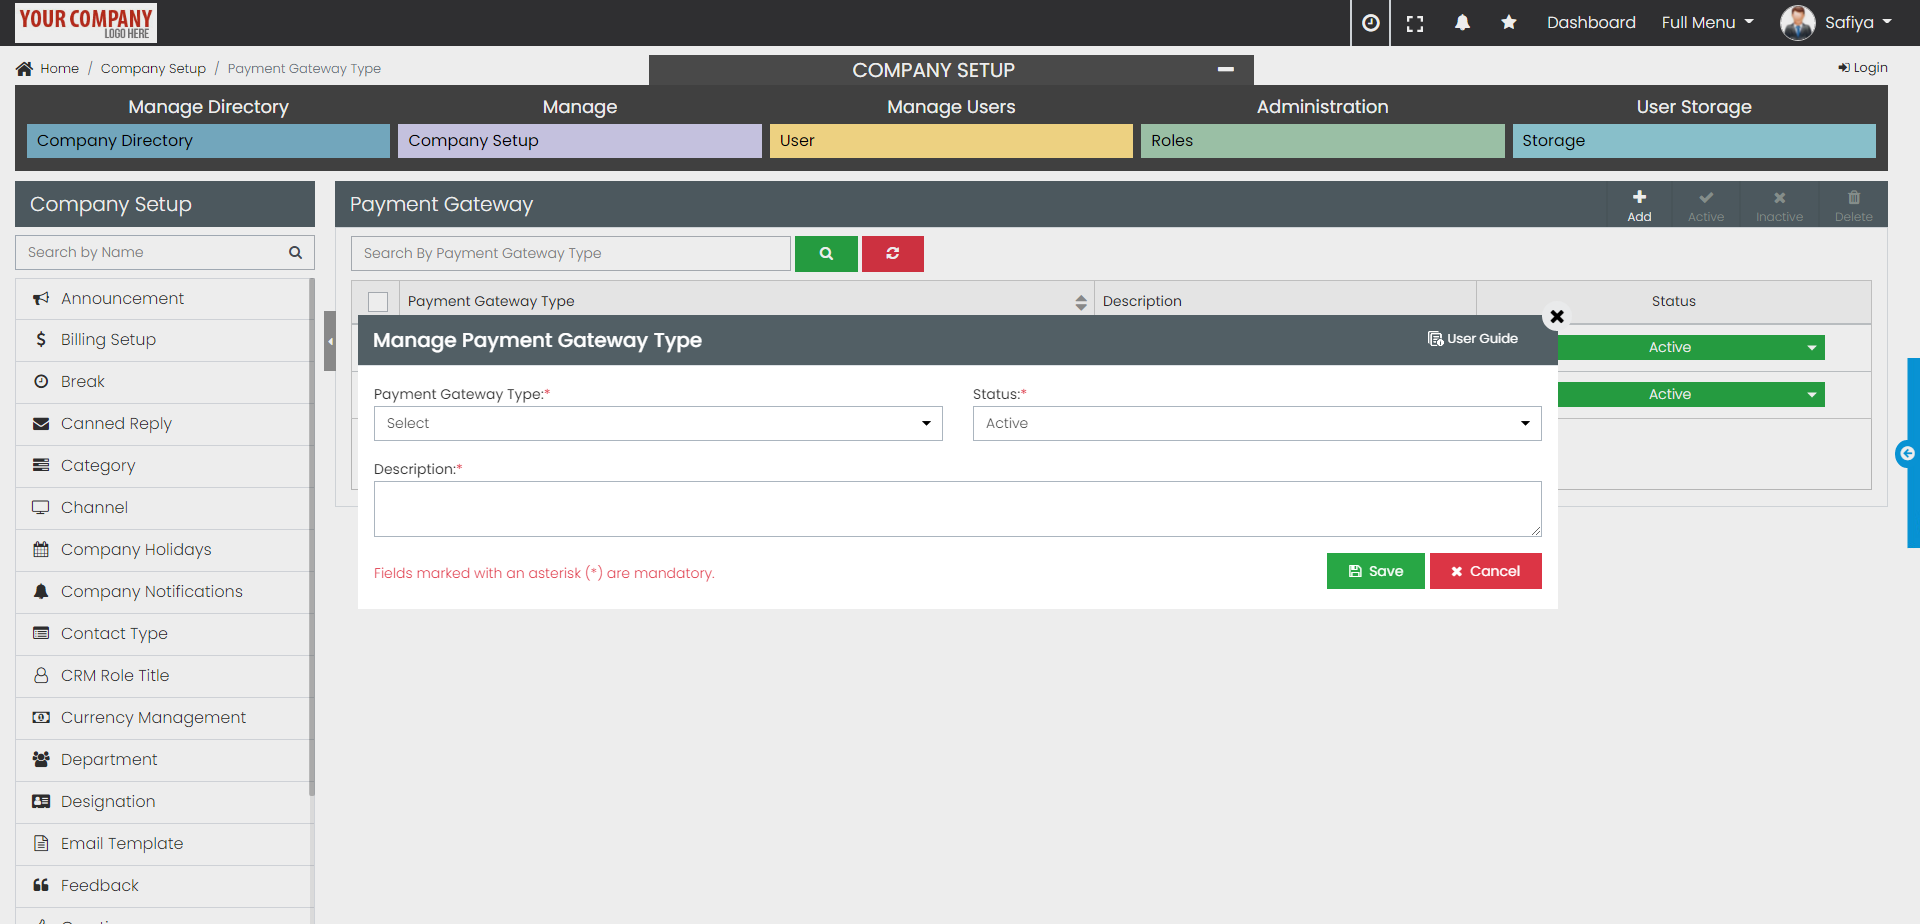 YOUR COMPANY
LOGO HERE
Dashboard
Full Menu
Safiya
Home / Company Setup / Payment Gateway Type
COMPANY SETUP
Login
Manage Directory
Manage
Manage Users
Administration
User Storage
Company Directory
Company Setup
User
Roles
Storage
Company Setup
Search by Name
Announcement
Billing Setup
Break
Canned Reply
Category
Channel
Company Holidays
Company Notifications
Contact Type
CRM Role Title
Currency Management
Department
Designation
Email Template
Feedback
Payment Gateway
Add
Active
Inactive
Delete
Search By Payment Gateway Type
Payment Gateway Type
Description
Status
Active
Active
Manage Payment Gateway Type
User Guide
Payment Gateway Type:*
Status:*
Select
Active
Description:*
Fields marked with an asterisk (*) are mandatory.
Save
Cancel